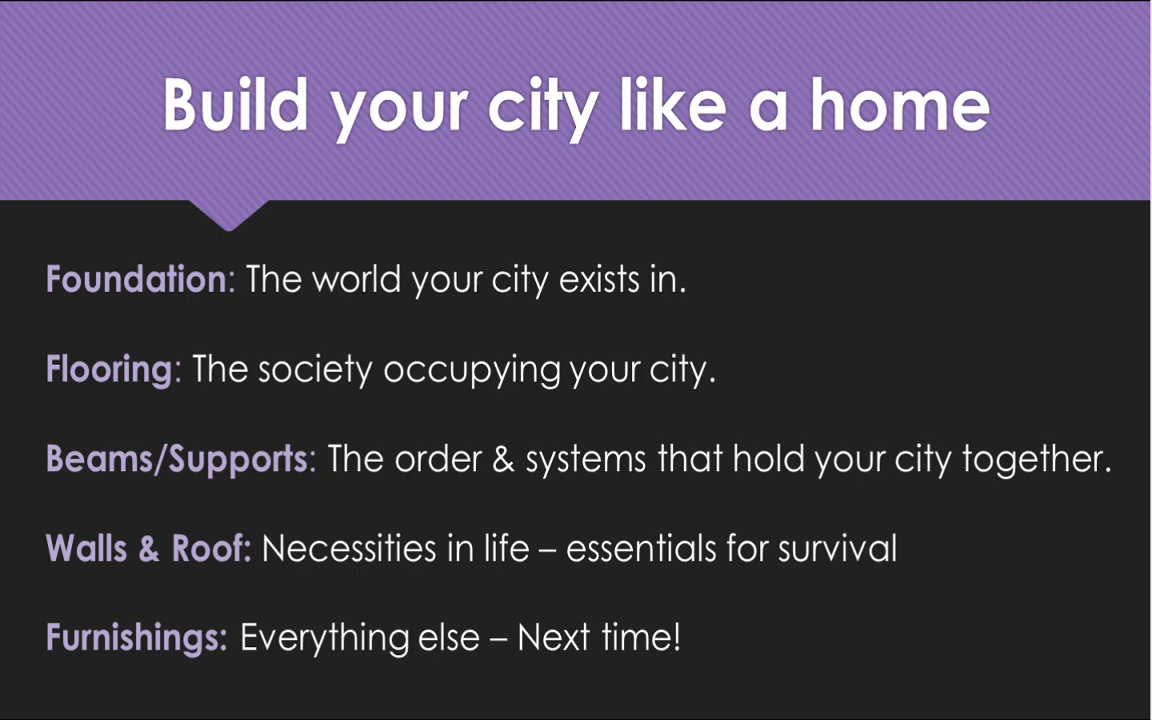 Build your city like a home
Foundation: The world your city exists in.
Flooring: The society occupying your city.
Beams/Supports: The order & systems that hold your city together.
Walls & Roof: Necessities in life – essentials for survival
Furnishings: Everything else – Next time!